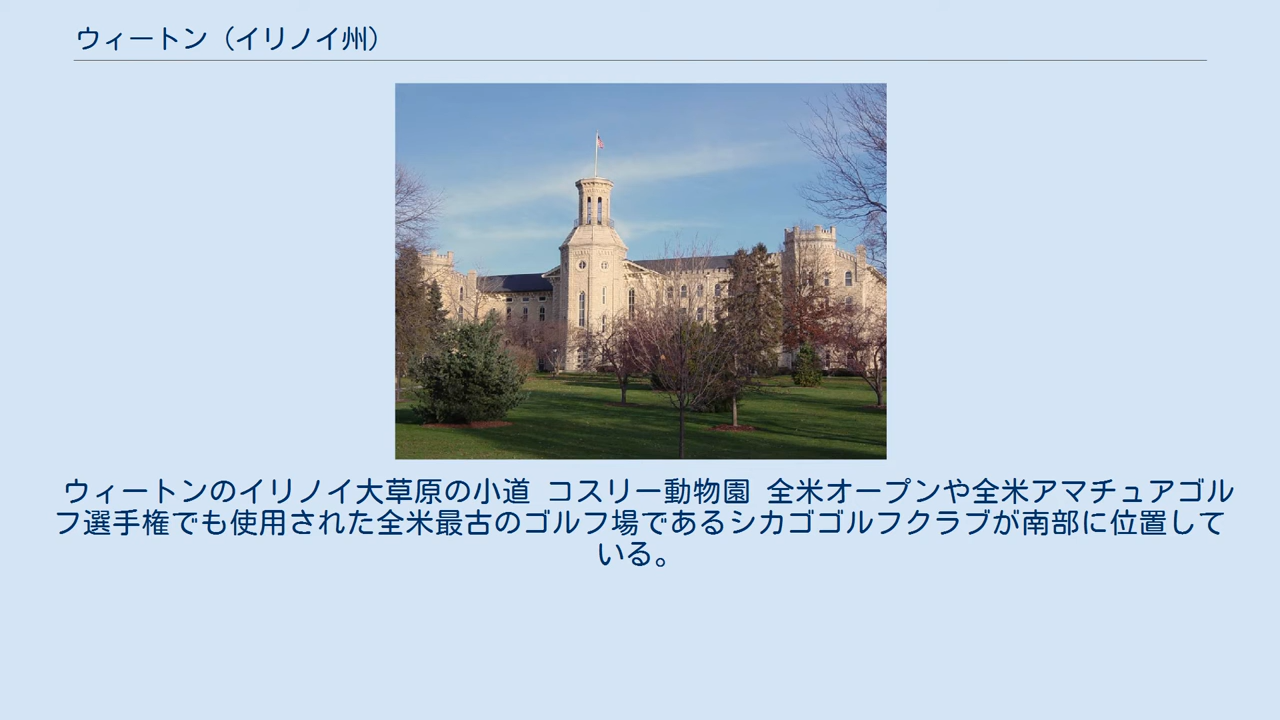 ウィートン（イリノイ州）
ウィートンのイリノイ大草原の小道 コスリー動物園 全米オープンや全米アマチュアゴル
フ選手権でも使用された全米最古のゴルフ場であるシカゴゴルフクラブが南部に位置して
いる。